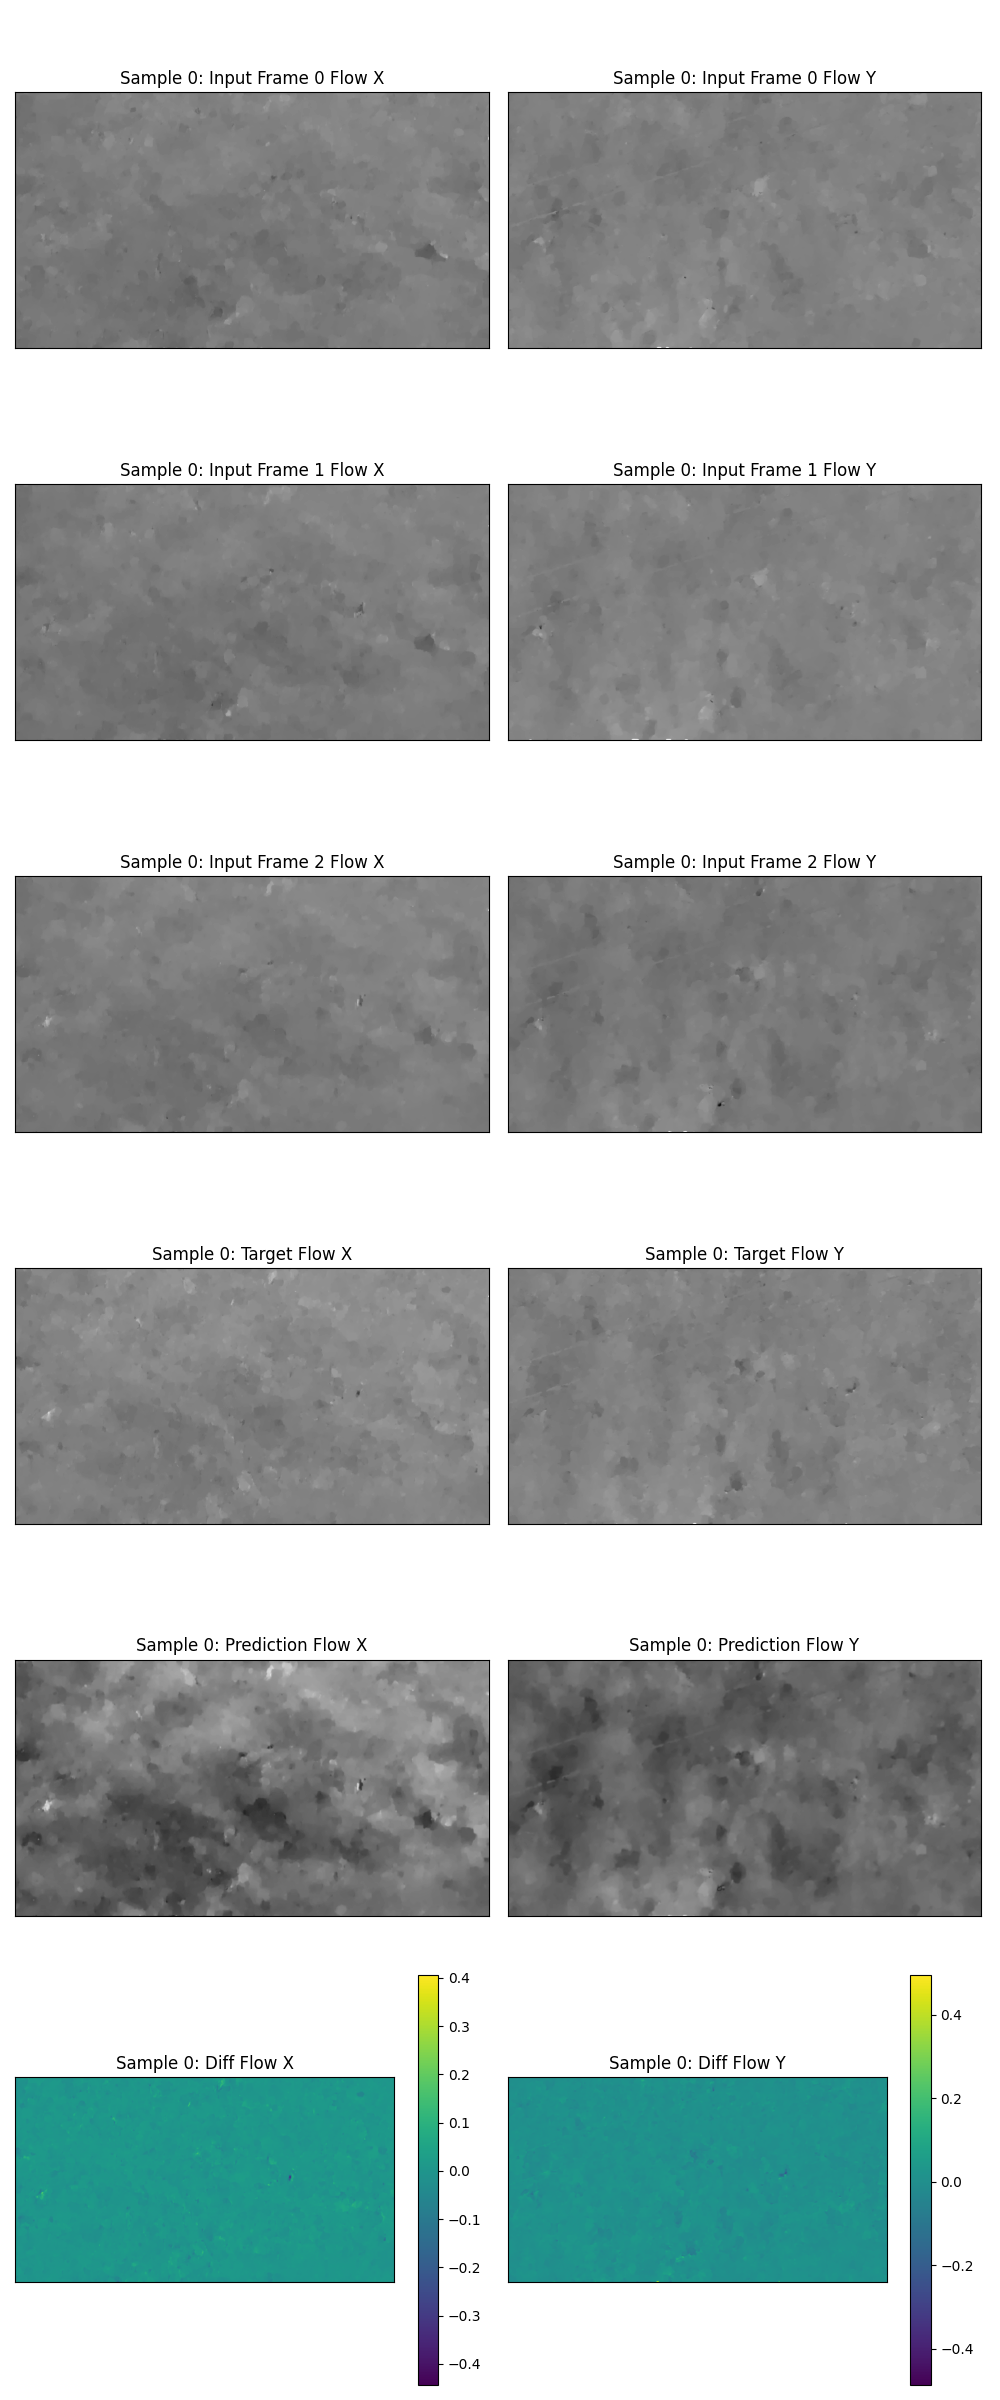 Sample 0: Input Frame 0 Flow X
Sample 0: Input Frame 0 Flow Y
Sample 0: Input Frame 1 Flow X
Sample 0: Input Frame 1 Flow Y
Sample 0: Input Frame 2 Flow X
Sample 0: Input Frame 2 Flow Y
Sample 0: Target Flow X
Sample 0: Target Flow Y
Sample 0: Prediction Flow X
Sample 0: Prediction Flow Y
Sample 0: Diff Flow X
0.4
0.3
0.2
0.1
0.0
−0.1
−0.2
−0.3
−0.4
Sample 0: Diff Flow Y
0.4
0.2
0.0
−0.2
−0.4